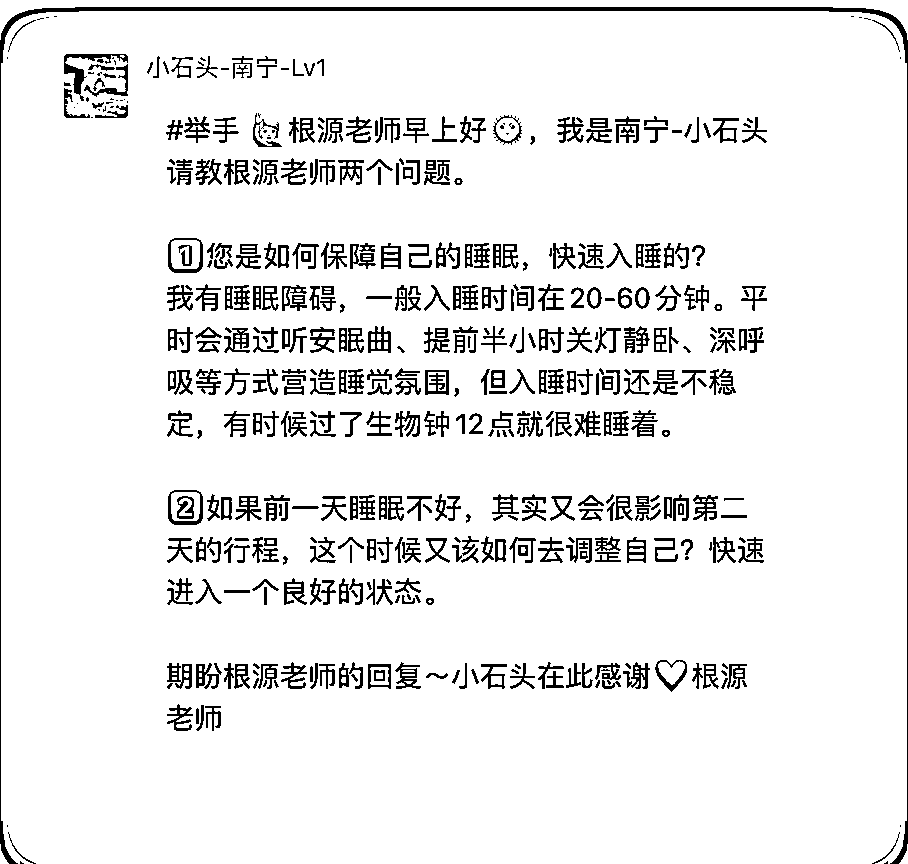 小石头-南宁-Lv1
#举手 🙋根源老师早上好🌞，我是南宁-小石头
请教根源老师两个问题。
1️⃣您是如何保障自己的睡眠，快速入睡的？
我有睡眠障碍，一般入睡时间在20-60分钟。平
时会通过听安眠曲、提前半小时关灯静卧、深呼
吸等方式营造睡觉氛围，但入睡时间还是不稳
定，有时候过了生物钟12点就很难睡着。
2️⃣如果前一天睡眠不好，其实又会很影响第二
天的行程，这个时候又该如何去调整自己？快速
进入一个良好的状态。
期盼根源老师的回复～小石头在此感谢♡根源
老师